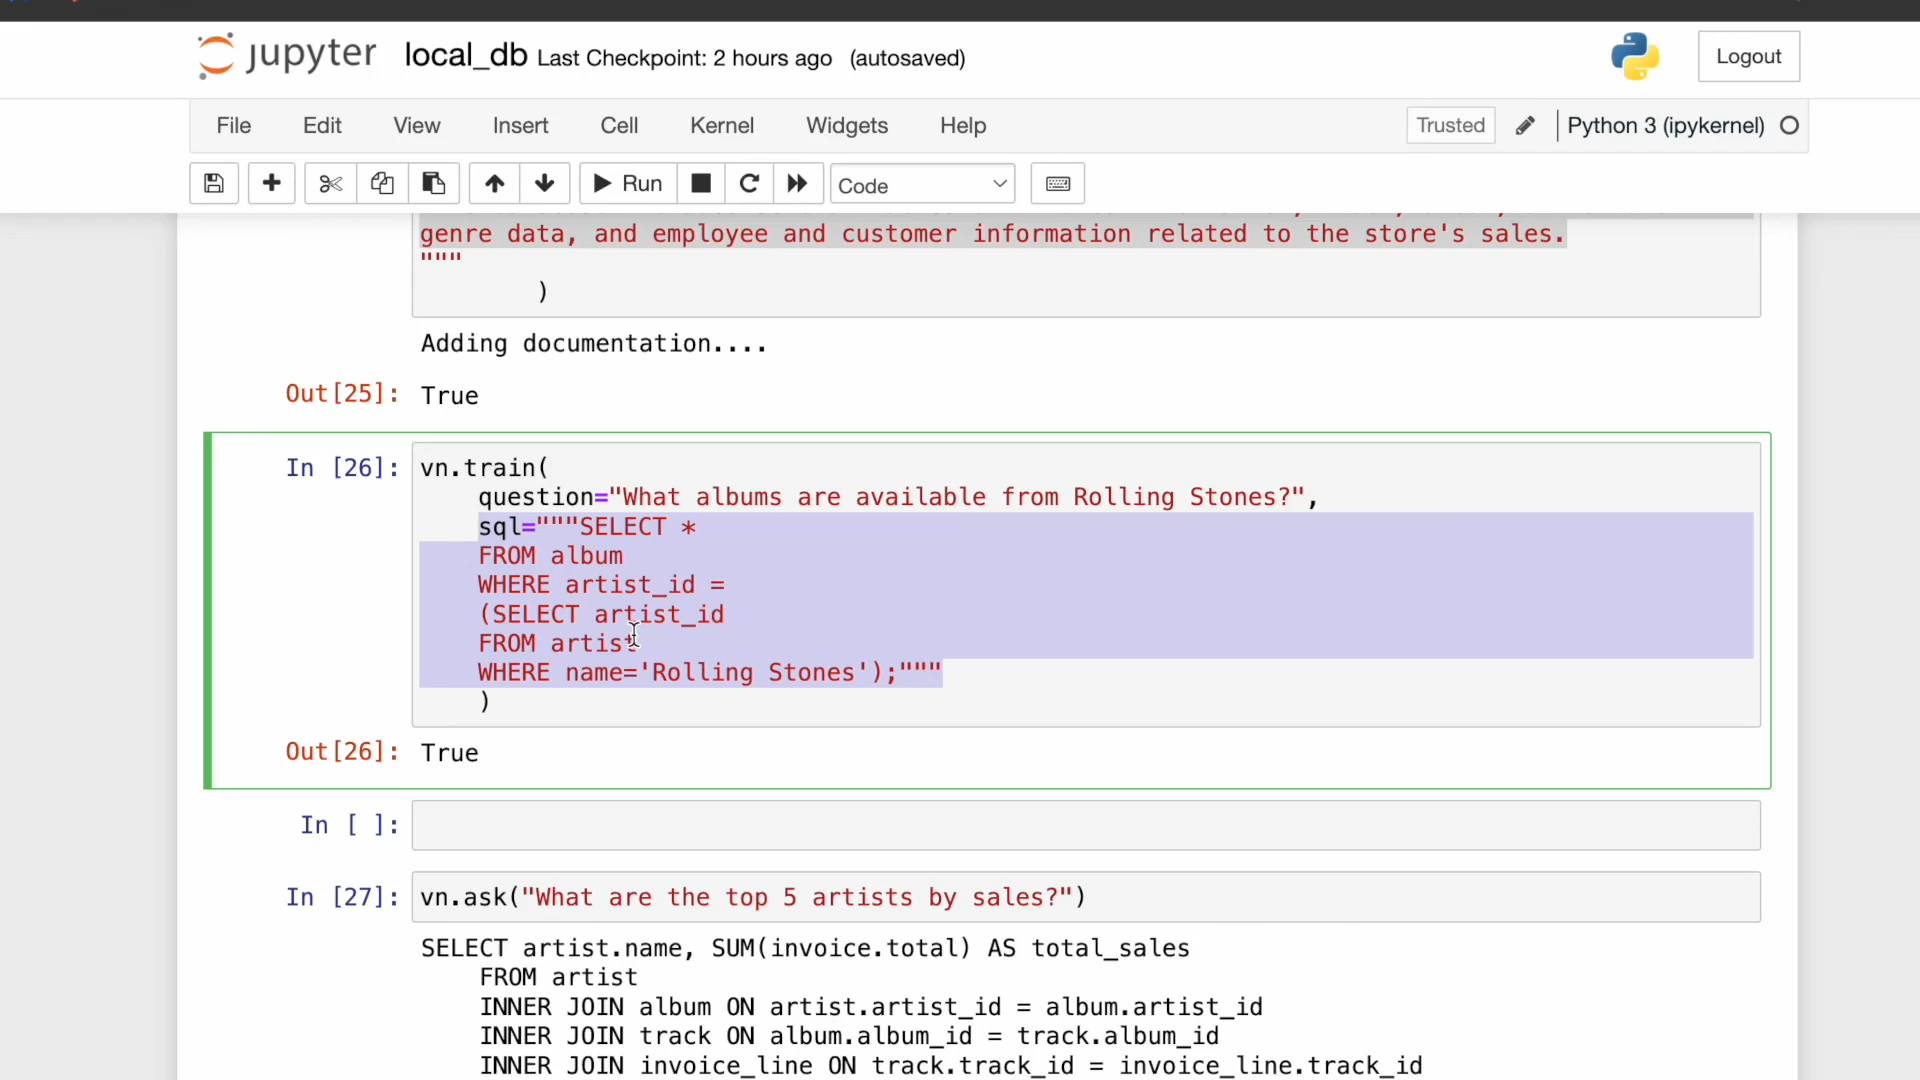 jupyter local_db Last Checkpoint: 2 hours ago (autosaved)
Logout
File Edit View Insert Cell Kernel Widgets Help
Trusted Python 3 (ipykernel)
Run Code
genre data, and employee and customer information related to the store's sales.
"""
)
Adding documentation....
Out[25]: True
In [26]: vn.train(
question="What albums are available from Rolling Stones?",
sql="""SELECT *
FROM album
WHERE artist_id =
(SELECT artist_id
FROM artist
WHERE name='Rolling Stones');"""
)
Out[26]: True
In [ ]:
In [27]: vn.ask("What are the top 5 artists by sales?")
SELECT artist.name, SUM(invoice.total) AS total_sales
FROM artist
INNER JOIN album ON artist.artist_id = album.artist_id
INNER JOIN track ON album.album_id = track.album_id
INNER JOIN invoice_line ON track.track_id = invoice_line.track_id